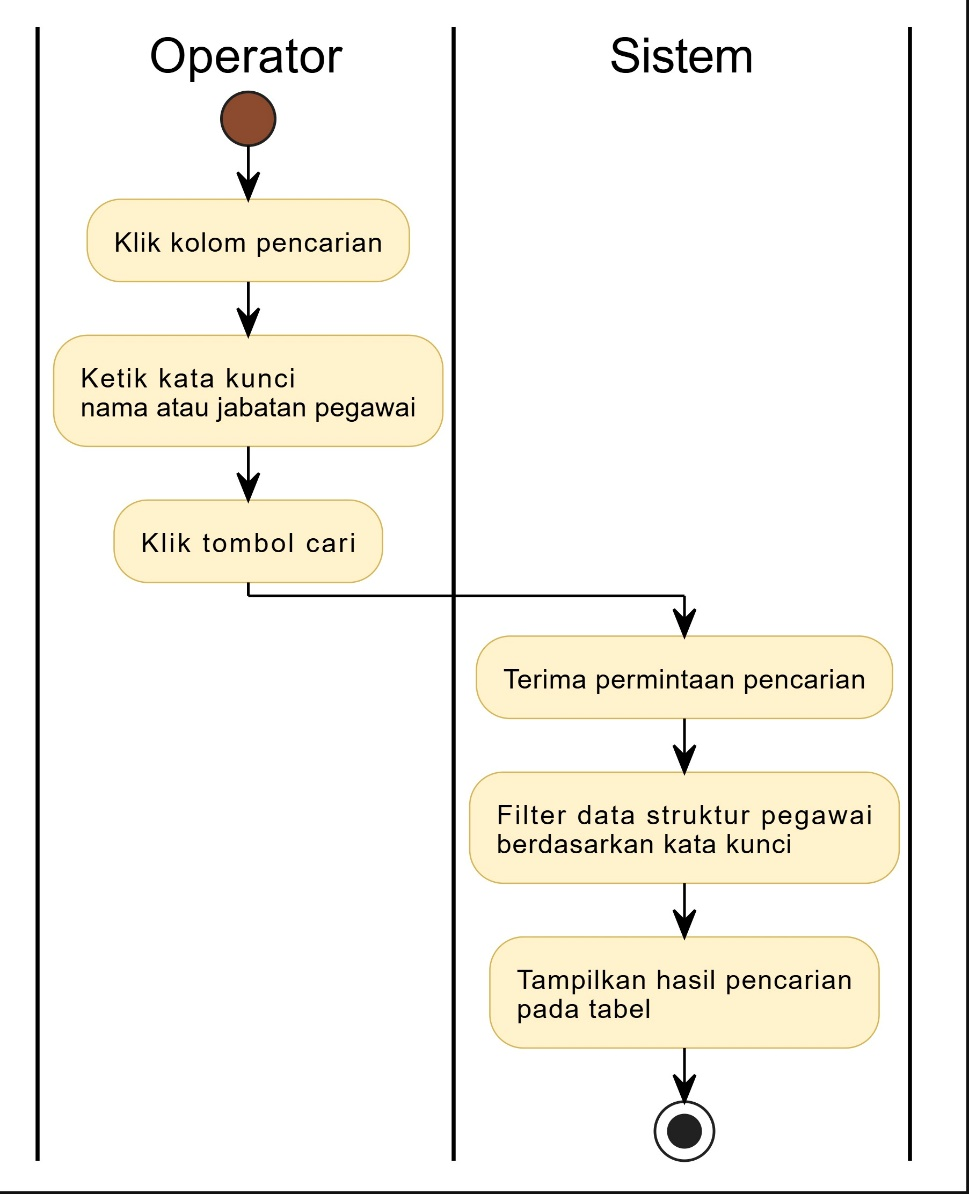 Operator
Sistem
Klik kolom pencarian
Ketik kata kunci
nama atau jabatan pegawai
Klik tombol cari
Terima permintaan pencarian
Filter data struktur pegawai
berdasarkan kata kunci
Tampilkan hasil pencarian
pada tabel